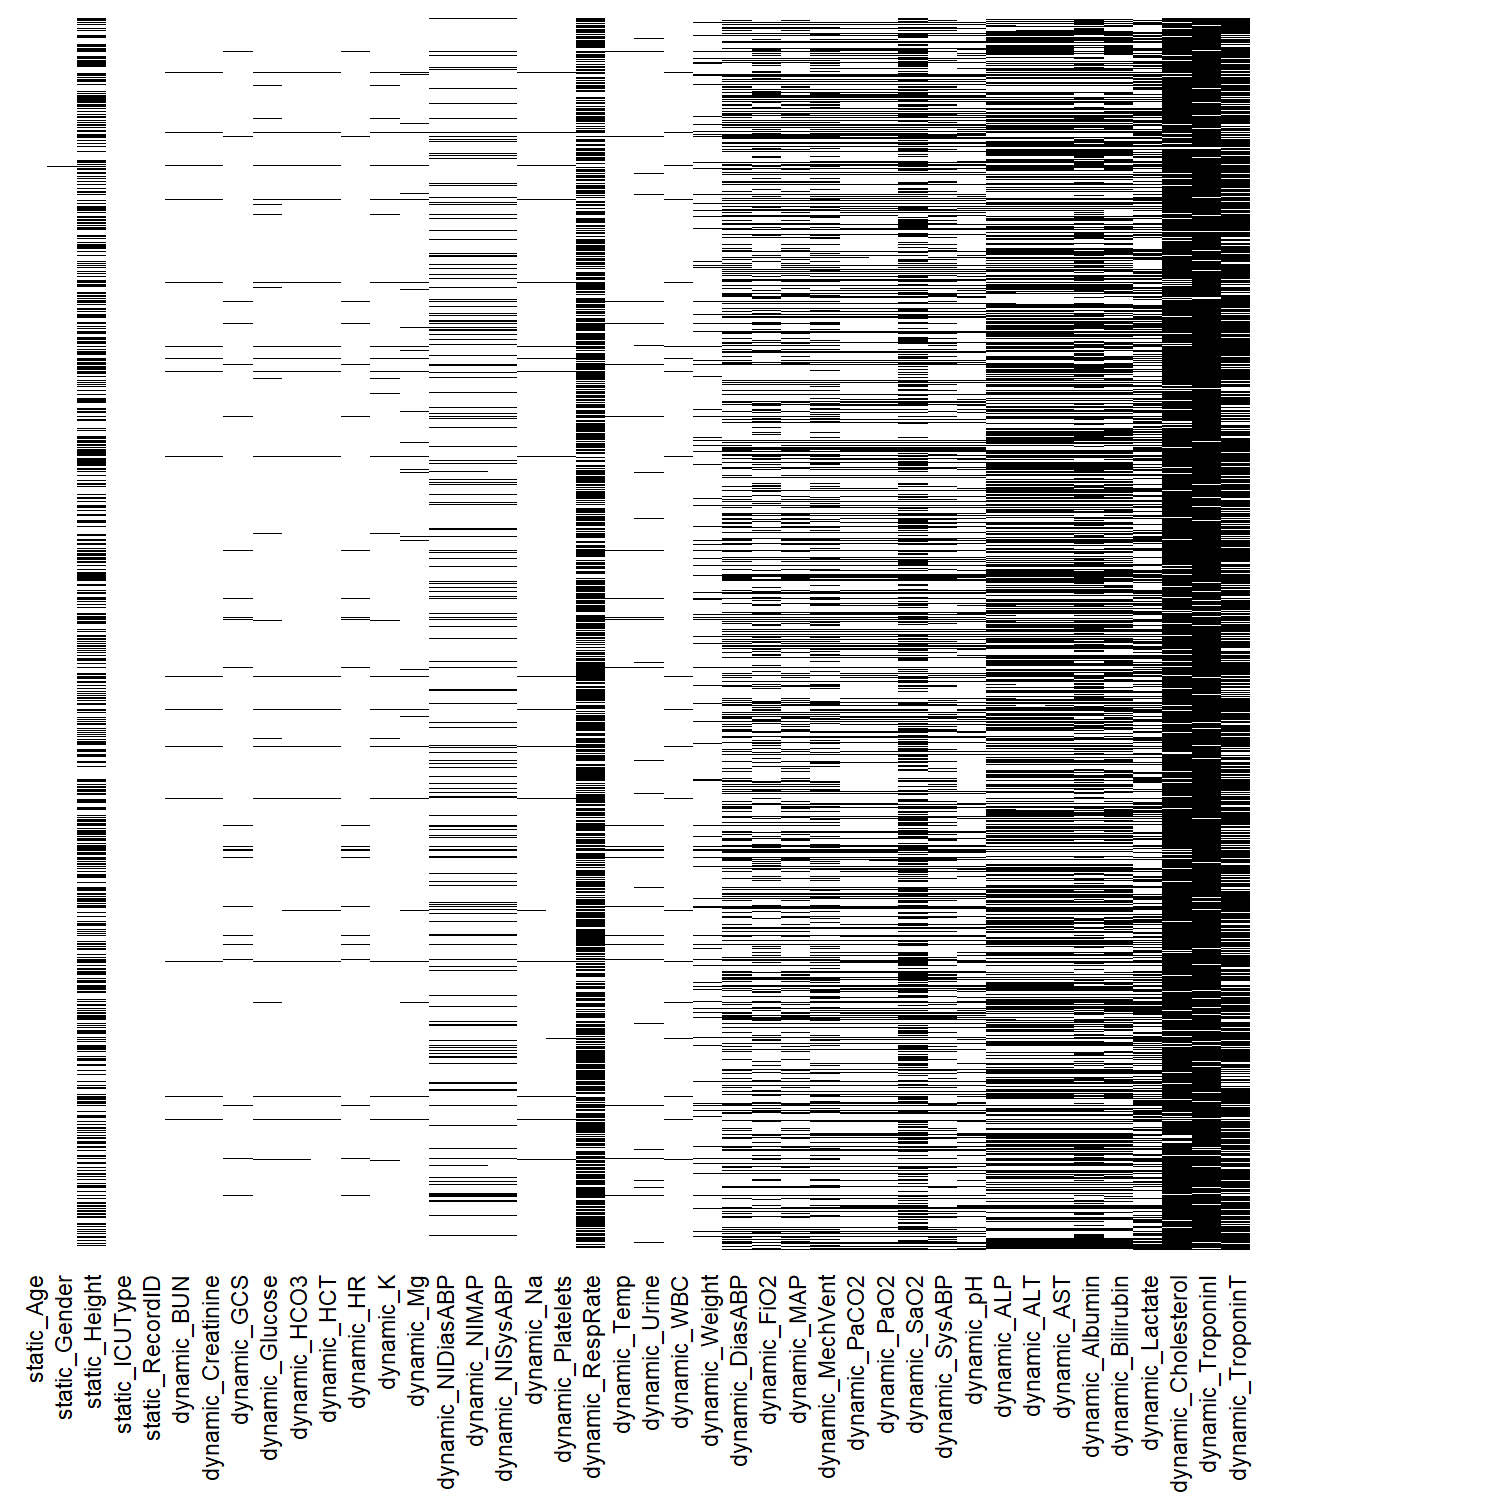 static_Age
static_Gender
static_Height
static_ICUType
static_RecordID
dynamic_BUN
dynamic_Creatinine
dynamic_GCS
dynamic_Glucose
dynamic_HCO3
dynamic_HCT
dynamic_HR
dynamic_K
dynamic_Mg
dynamic_NIDiasABP
dynamic_NIMAP
dynamic_NISysABP
dynamic_Na
dynamic_Platelets
dynamic_RespRate
dynamic_Temp
dynamic_Urine
dynamic_WBC
dynamic_Weight
dynamic_DiasABP
dynamic_FiO2
dynamic_MAP
dynamic_MechVent
dynamic_PaCO2
dynamic_PaO2
dynamic_SaO2
dynamic_SysABP
dynamic_pH
dynamic_ALP
dynamic_ALT
dynamic_AST
dynamic_Albumin
dynamic_Bilirubin
dynamic_Lactate
dynamic_Cholesterol
dynamic_TroponinI
dynamic_TroponinT